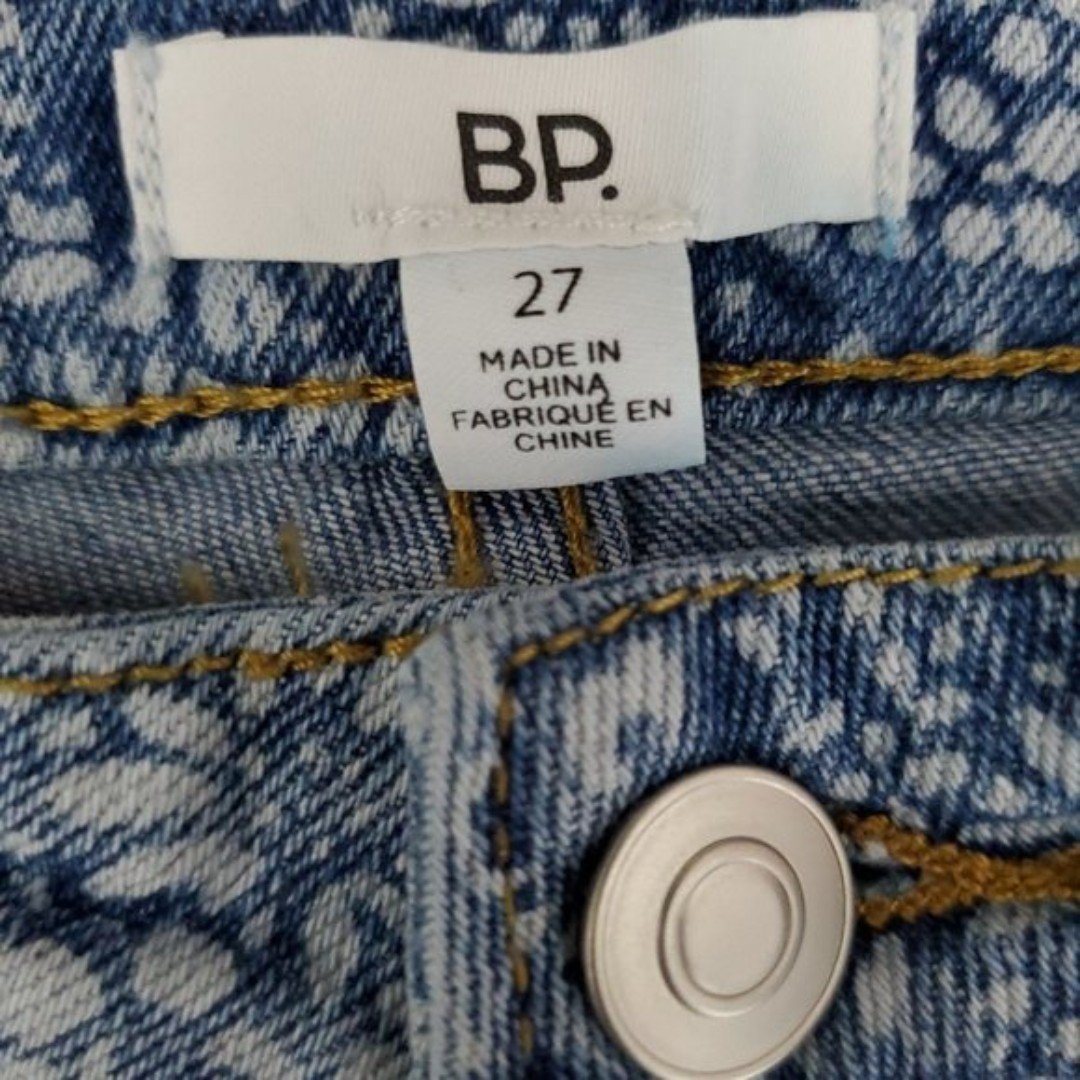 BP.
27
MADE IN
CHINA
FABRIQUÉ EN
CHINE